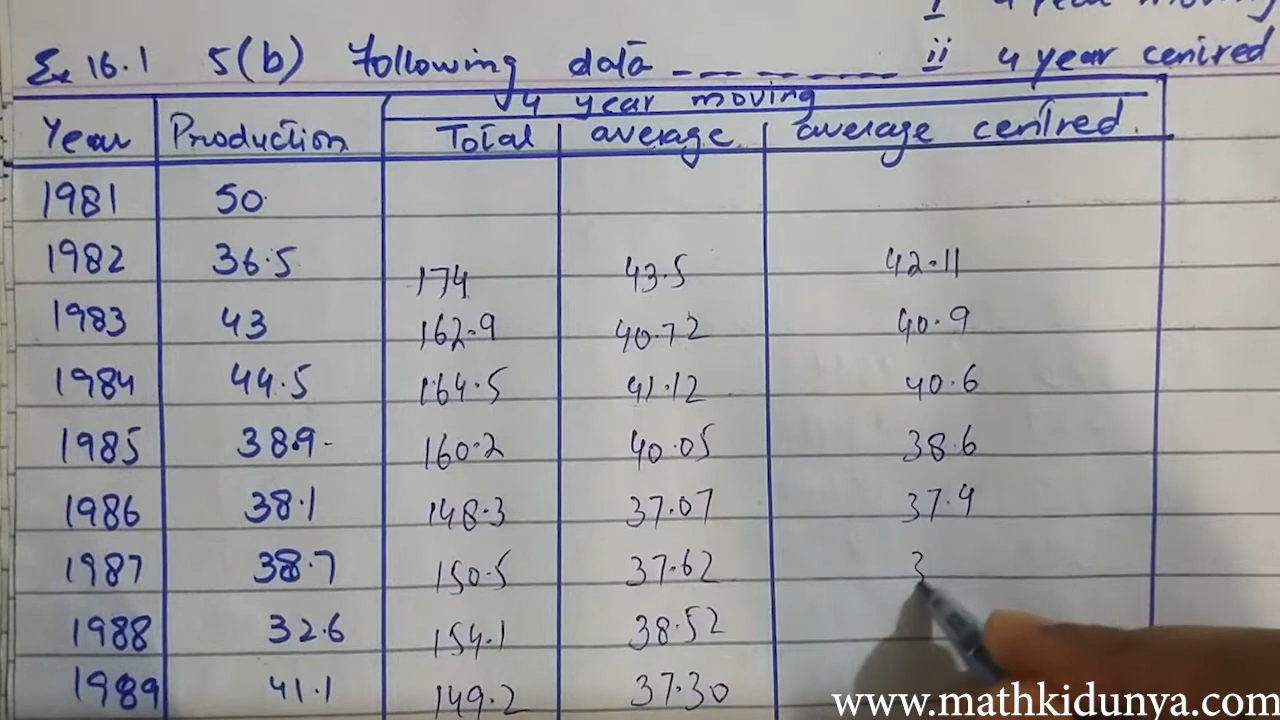 i 4 year moving
Ex 16.1 5(b) Following data - - - - - - - ii 4 year centred
4 year moving
Year Production Total average average centred.
1981 50
1982 36.5 174 43.5 42.11
1983 43 162.9 40.72 40.9
1984 44.5 164.5 41.12 40.6
1985 38.9 160.2 40.05 38.6
1986 38.1 148.3 37.07 37.4
1987 38.7 150.5 37.62 3
1988 32.6 154.1 38.52
1989 41.1 149.2 37.30
www.mathkidunya.com